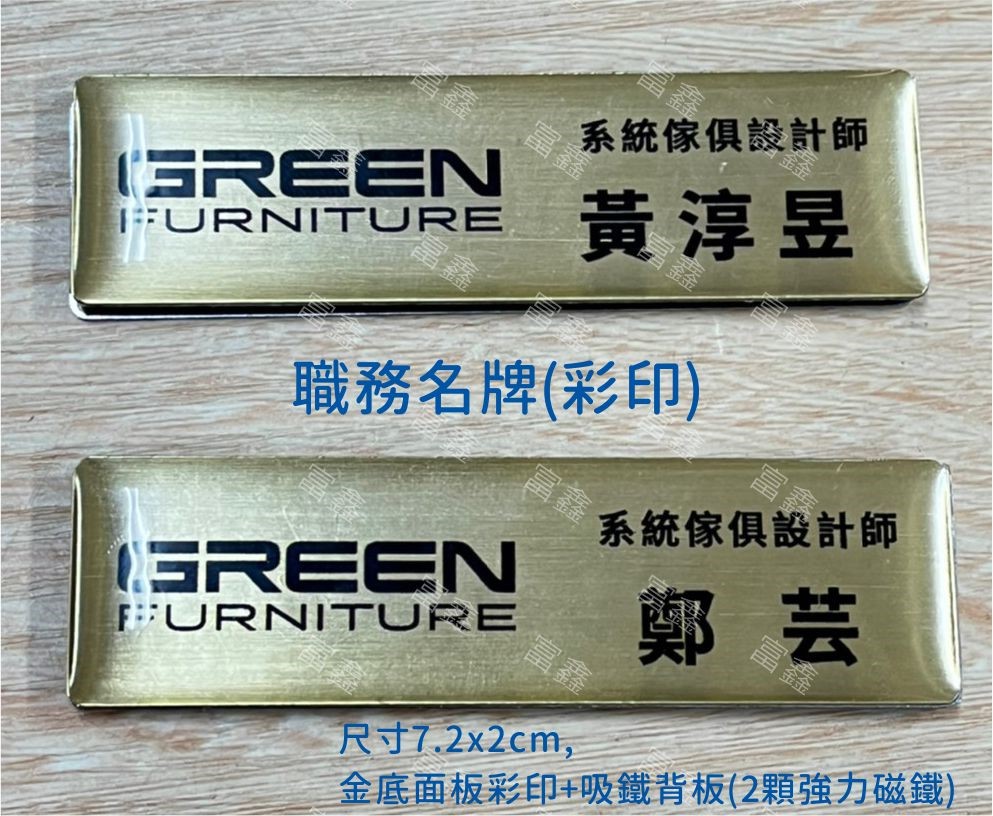 GREEN
FURNITURE
系統傢俱設計師
黃淳昱
職務名牌(彩印)
GREEN
FURNITURE
系統傢俱設計師
鄭 芸
尺寸7.2x2cm,
金底面板彩印+吸鐵背板(2顆強力磁鐵)
富鑫